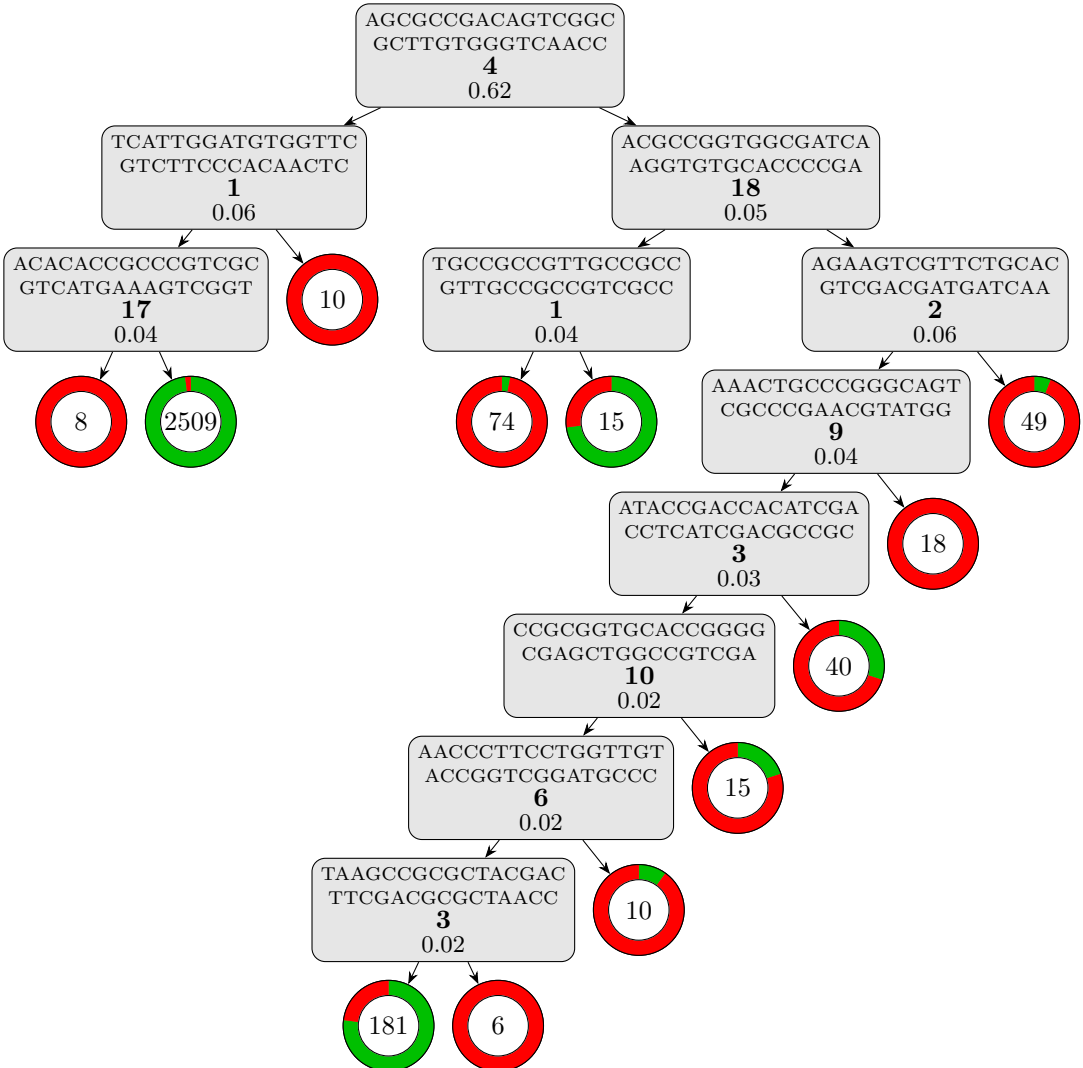 AGCGCCGACAGTCGGC
GCTTGTGGGTCAACC
4
0.62
TCATTGGATGTGGTTC
GTCTTCCCACAACTC
1
0.06
ACGCCGGTGGCGATCA
AGGTGTGCACCCCGA
18
0.05
ACACACCGCCCGTCGC
GTCATGAAAGTCGGT
17
0.04
10
TGCCGCCGTTGCCGCC
GTTGCCGCCGTCGCC
1
0.04
AGAAGTCGTTCTGCAC
GTCGACGATGATCAA
2
0.06
8
2509
74
15
AAACTGCCCGGGCAGT
CGCCCGAACGTATGG
9
0.04
49
ATACCGACCACATCGA
CCTCATCGACGCCGC
3
0.03
18
CCGCGGTGCACCGGGG
CGAGCTGGCCGTCGA
10
0.02
40
AACCCTTCCTGGTTGT
ACCGGTCGGATGCCC
6
0.02
15
TAAGCCGCGCTACGAC
TTCGACGCGCTAACC
3
0.02
10
181
6